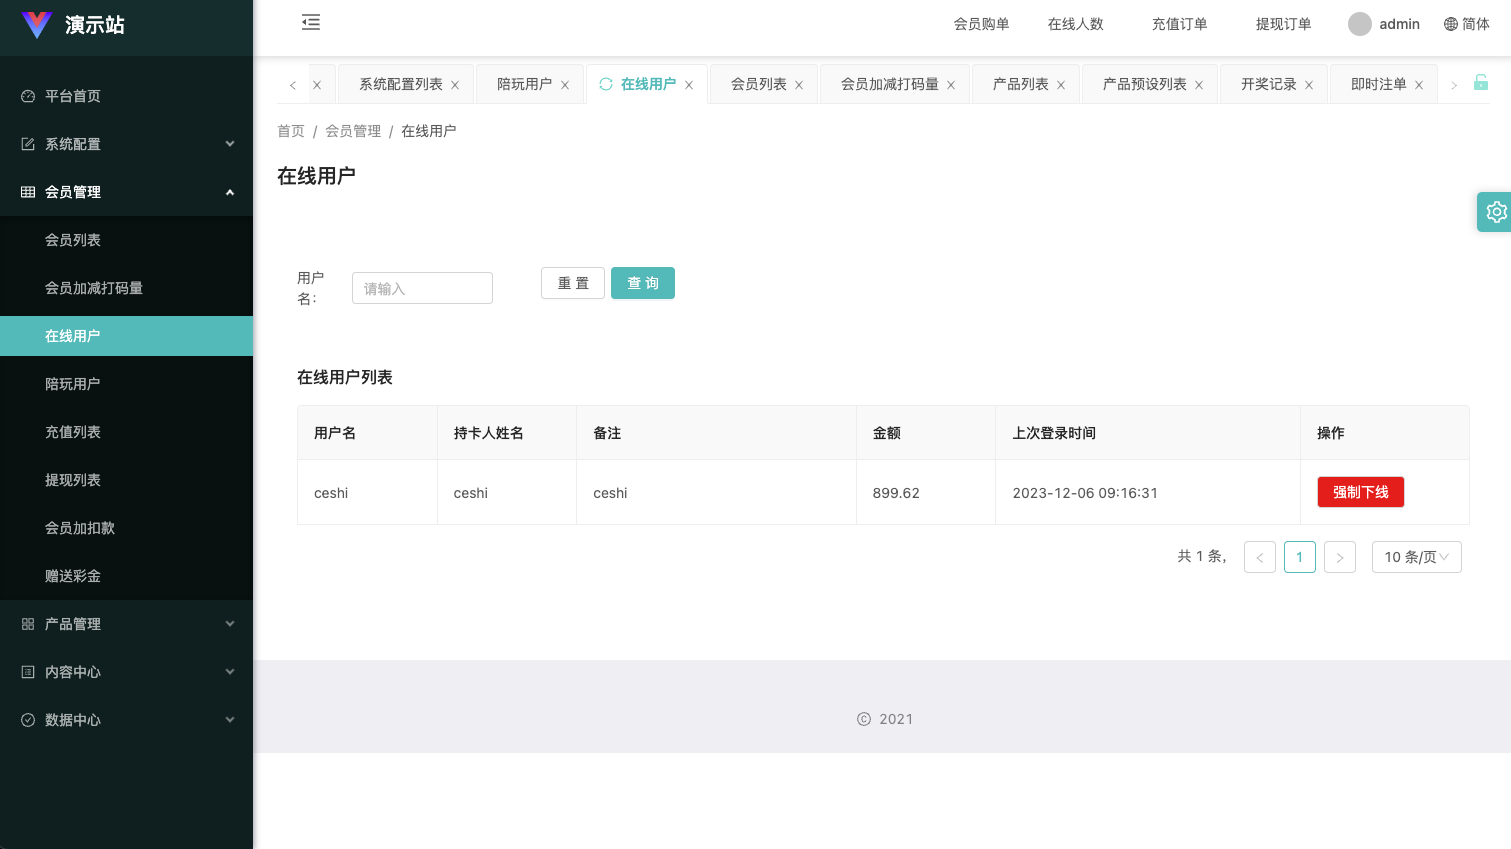 演示站
会员购单 在线人数 充值订单 提现订单 admin 简体
系统配置列表 陪玩用户 在线用户 会员列表 会员加减打码量 产品列表 产品预设列表 开奖记录 即时注单
平台首页
系统配置
会员管理
会员列表
会员加减打码量
在线用户
陪玩用户
充值列表
提现列表
会员加扣款
赠送彩金
产品管理
内容中心
数据中心
首页 / 会员管理 / 在线用户
在线用户
用户名: 请输入 重 置 查 询
在线用户列表
用户名 持卡人姓名 备注 金额 上次登录时间 操作
ceshi ceshi ceshi 899.62 2023-12-06 09:16:31 强制下线
共 1 条， 1 10 条/页
© 2021